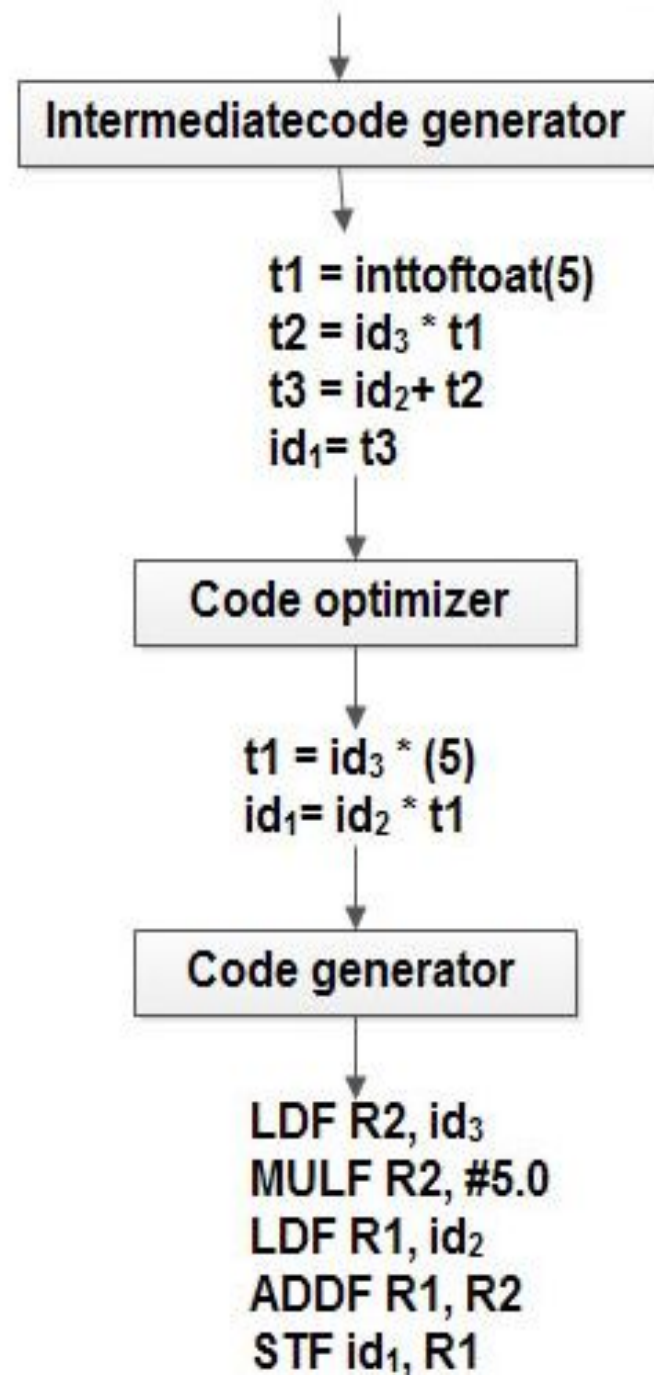 Intermediatecode generator
t1 = inttoftoat(5)
t2 = id₃ * t1
t3 = id₂+ t2
id₁= t3
Code optimizer
t1 = id₃ * (5)
id₁= id₂ * t1
Code generator
LDF R2, id₃
MULF R2, #5.0
LDF R1, id₂
ADDF R1, R2
STF id₁, R1